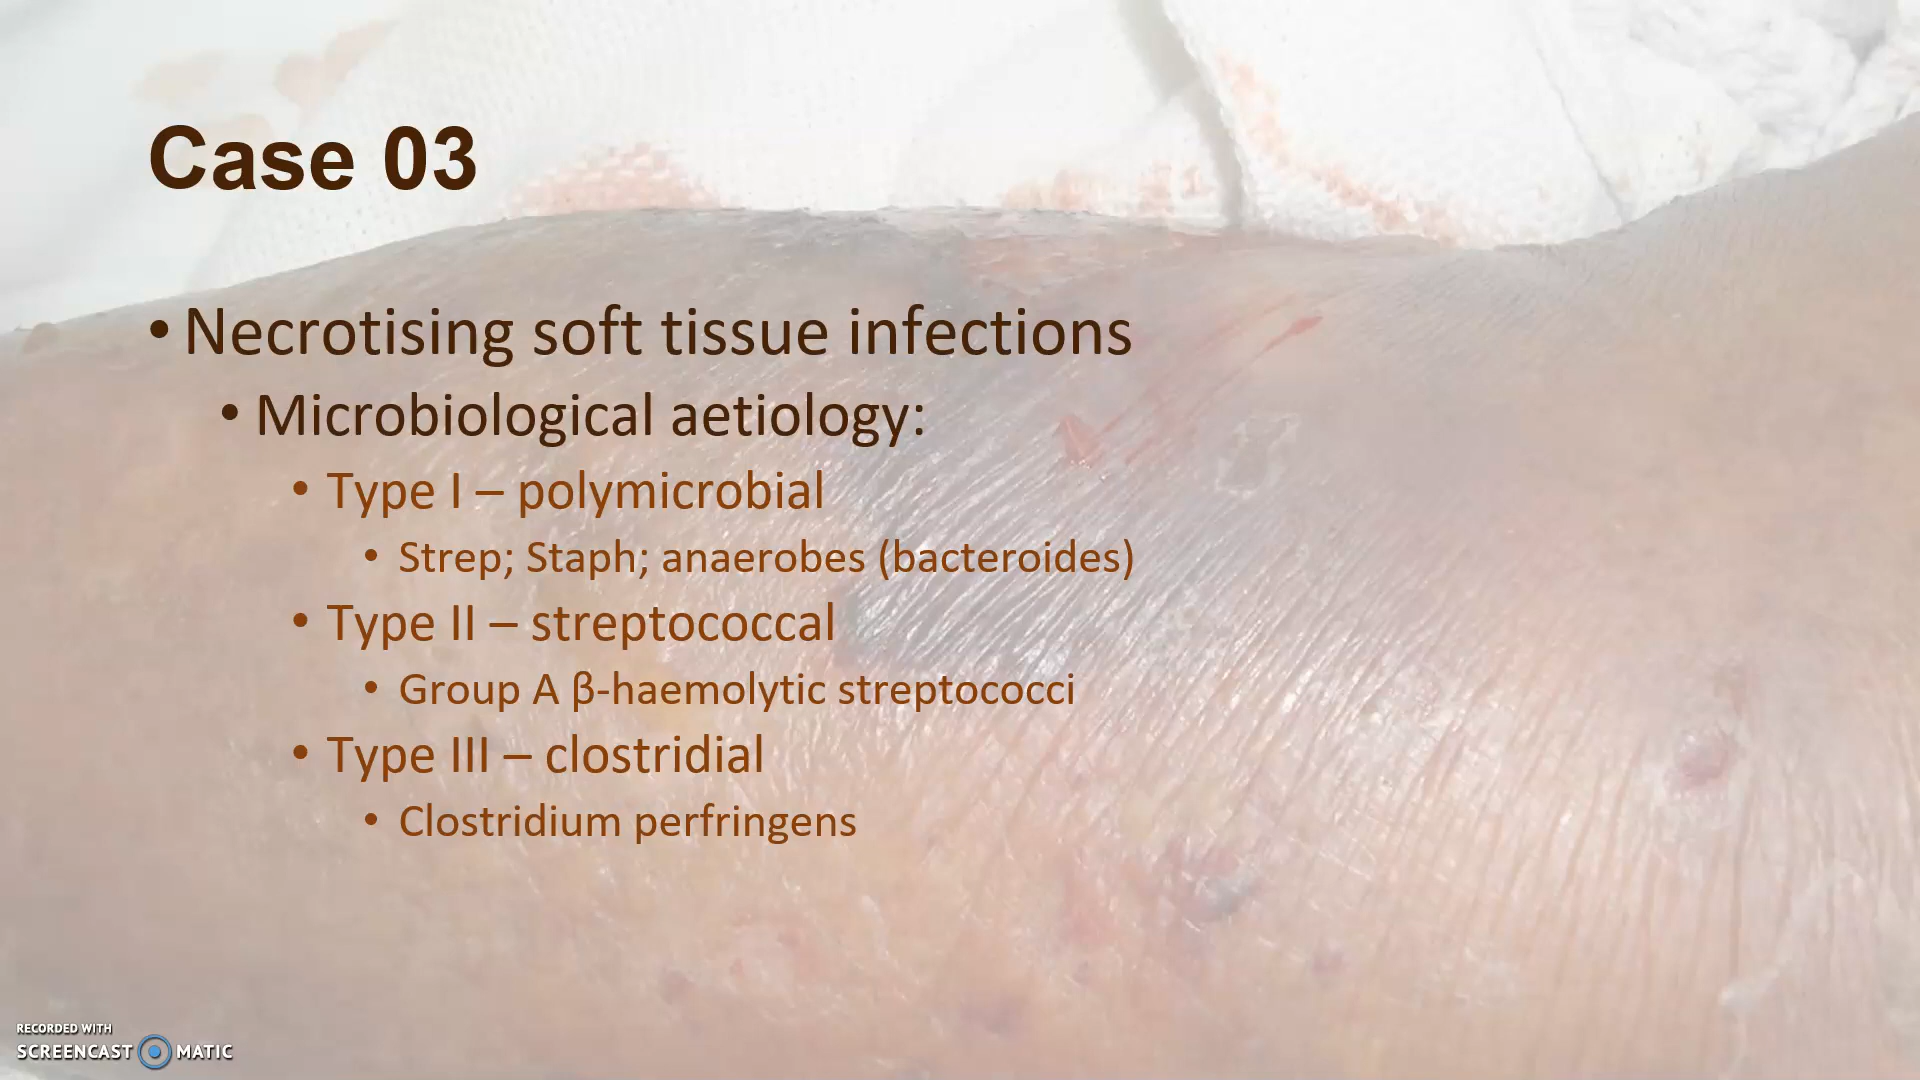 Case 03
• Necrotising soft tissue infections
• Microbiological aetiology:
• Type I – polymicrobial
• Strep; Staph; anaerobes (bacteroides)
• Type II – streptococcal
• Group A β-haemolytic streptococci
• Type III – clostridial
• Clostridium perfringens
RECORDED WITH
SCREENCAST MATIC